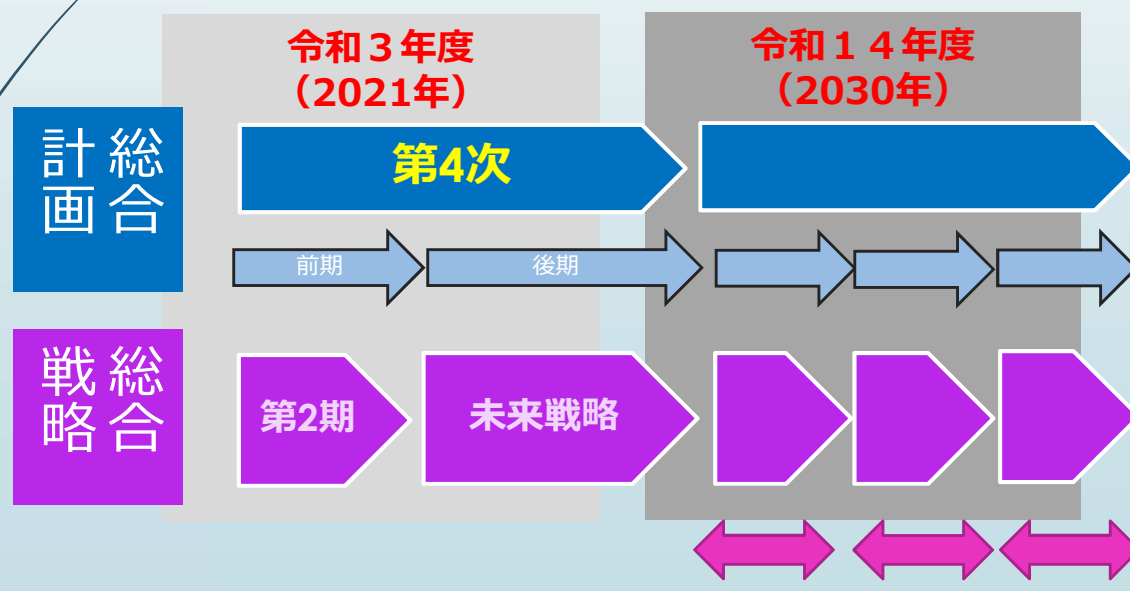 令和３年度
（2021年）
令和１４年度
（2030年）
総合
計画
第4次
前期
後期
総合
戦略
第2期
未来戦略